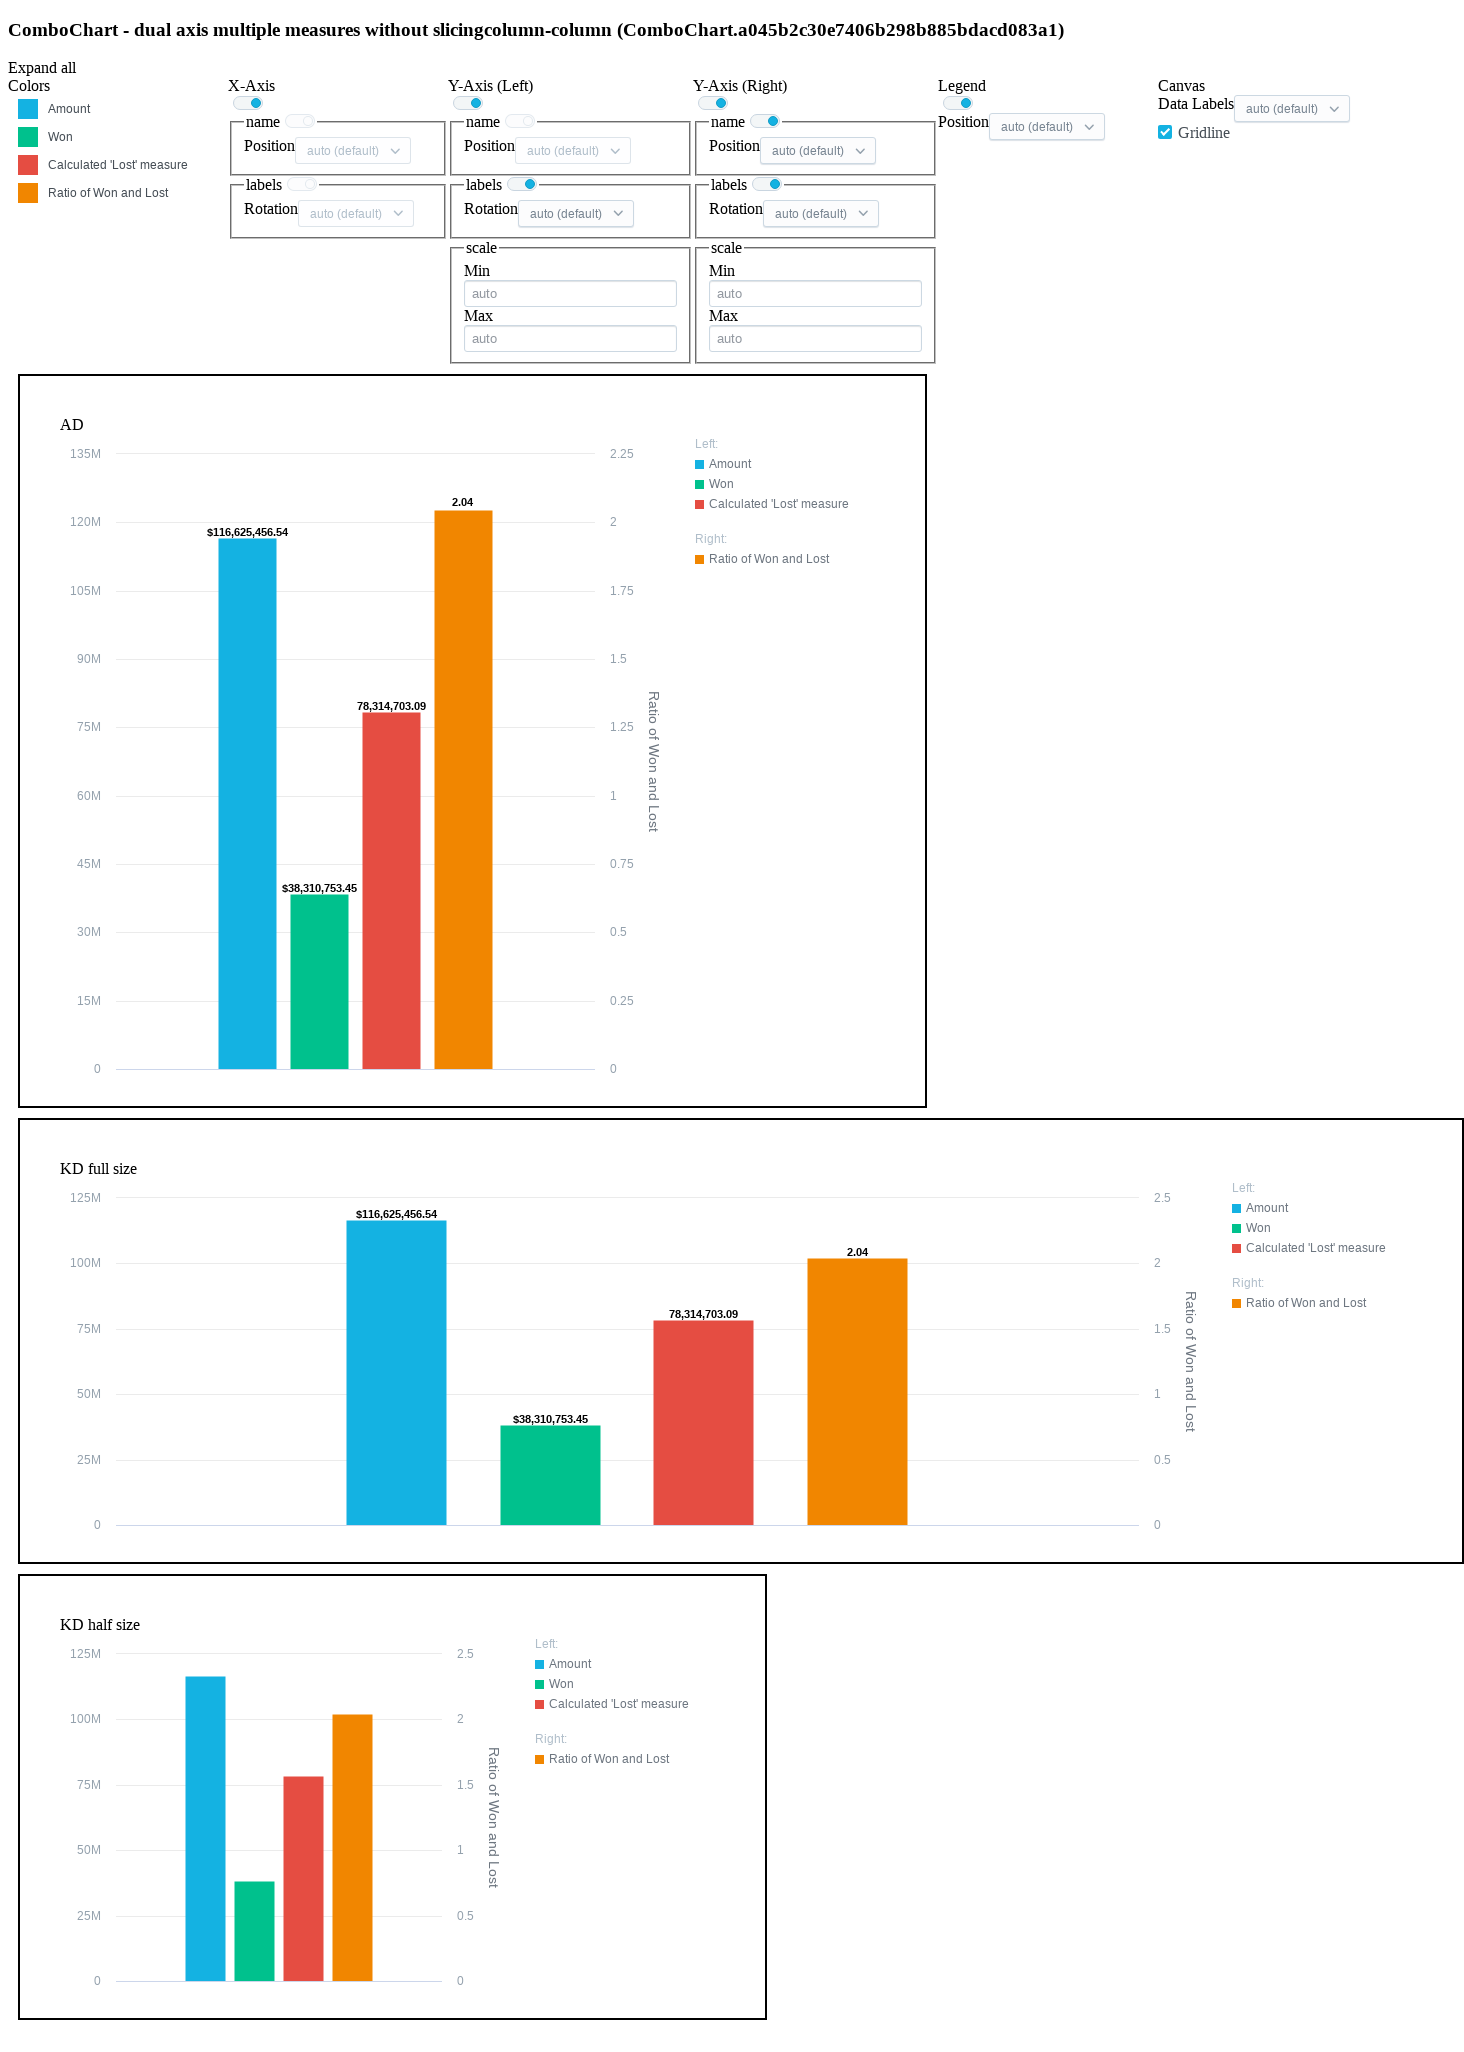 ComboChart - dual axis multiple measures without slicingcolumn-column (ComboChart.a045b2c30e7406b298b885bdacd083a1)
Expand all
Colors
Amount
Won
Calculated 'Lost' measure
Ratio of Won and Lost
X-Axis
name
Position auto (default)
labels
Rotation auto (default)
Y-Axis (Left)
name
Position auto (default)
labels
Rotation auto (default)
scale
Min
auto
Max
auto
Y-Axis (Right)
name
Position auto (default)
labels
Rotation auto (default)
scale
Min
auto
Max
auto
Legend
Position auto (default)
Canvas
Data Labels auto (default)
Gridline
AD
135M
120M
105M
90M
75M
60M
45M
30M
15M
0
$116,625,456.54
$38,310,753.45
78,314,703.09
2.04
2.25
2
1.75
1.5
1.25
1
0.75
0.5
0.25
0
Ratio of Won and Lost
Left:
Amount
Won
Calculated 'Lost' measure
Right:
Ratio of Won and Lost
KD full size
125M
100M
75M
50M
25M
0
$116,625,456.54
$38,310,753.45
78,314,703.09
2.04
2.5
2
1.5
1
0.5
0
Ratio of Won and Lost
Left:
Amount
Won
Calculated 'Lost' measure
Right:
Ratio of Won and Lost
KD half size
125M
100M
75M
50M
25M
0
2.5
2
1.5
1
0.5
0
Ratio of Won and Lost
Left:
Amount
Won
Calculated 'Lost' measure
Right:
Ratio of Won and Lost